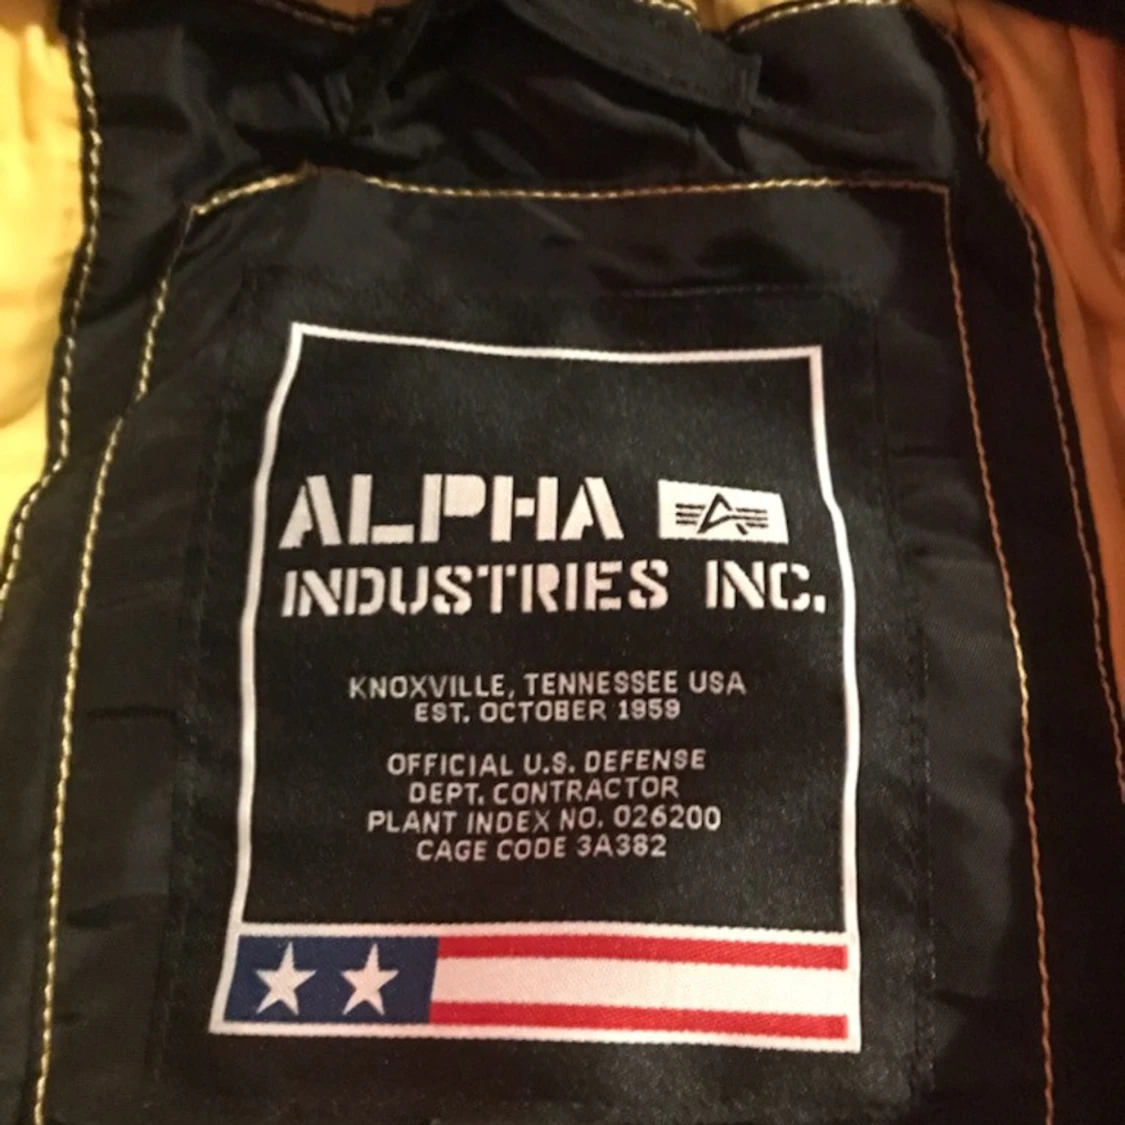 ALPHA
INDUSTRIES INC.
KNOXVILLE, TENNESSEE USA
EST. OCTOBER 1959
OFFICIAL U.S. DEFENSE
DEPT. CONTRACTOR
PLANT INDEX NO. 026200
CAGE CODE 3A382